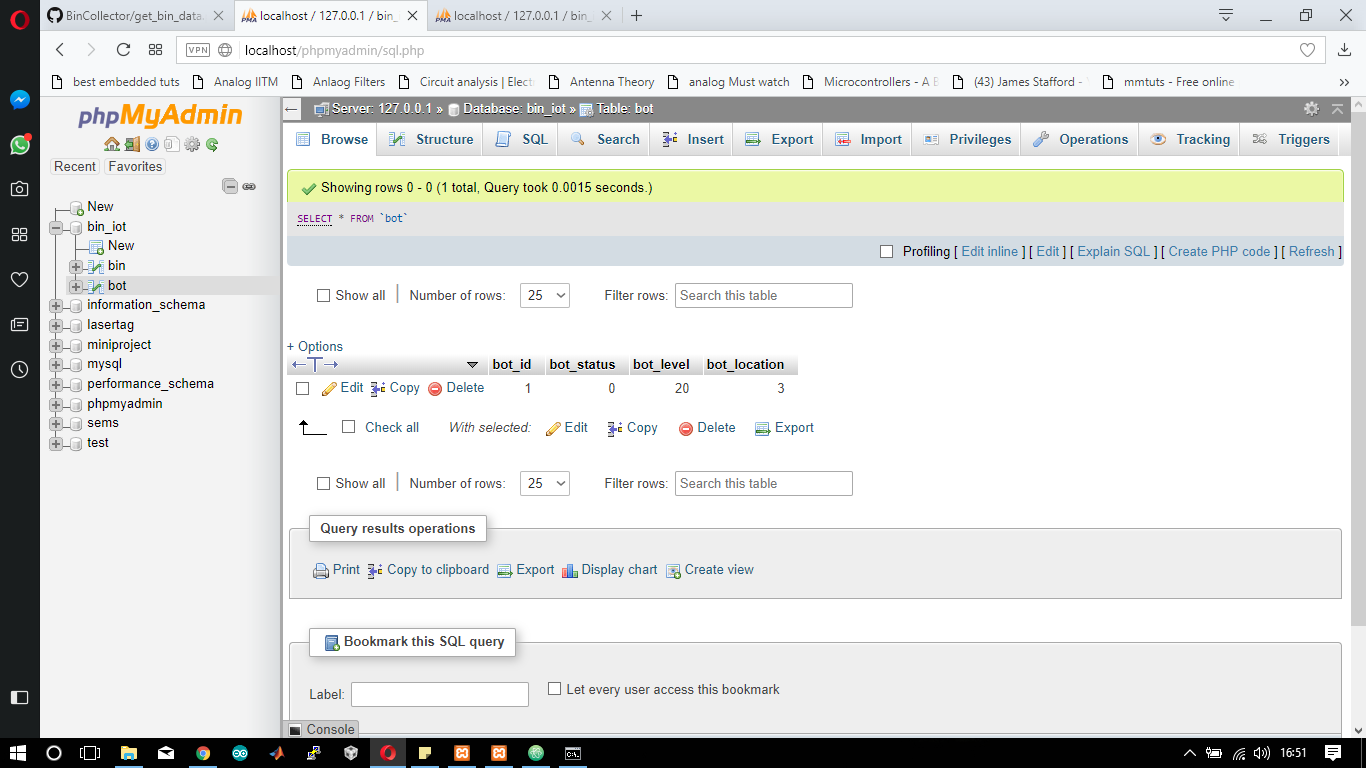 BinCollector/get_bin_data.
localhost / 127.0.0.1 / bin_
localhost / 127.0.0.1 / bin_
VPN
localhost/phpmyadmin/sql.php
best embedded tuts
Analog IITM
Anlaog Filters
Circuit analysis | Elect
Antenna Theory
analog Must watch
Microcontrollers - A B
(43) James Stafford -
mmtuts - Free online
phpMyAdmin
Recent
Favorites
New
bin_iot
New
bin
bot
information_schema
lasertag
miniproject
mysql
performance_schema
phpmyadmin
sems
test
Server: 127.0.0.1 » Database: bin_iot » Table: bot
Browse
Structure
SQL
Search
Insert
Export
Import
Privileges
Operations
Tracking
Triggers
Showing rows 0 - 0 (1 total, Query took 0.0015 seconds.)
SELECT * FROM `bot`
Profiling [ Edit inline ] [ Edit ] [ Explain SQL ] [ Create PHP code ] [ Refresh ]
Show all | Number of rows: 25 Filter rows: Search this table
+ Options
bot_id bot_status bot_level bot_location
Edit Copy Delete 1 0 20 3
Check all With selected: Edit Copy Delete Export
Show all | Number of rows: 25 Filter rows: Search this table
Query results operations
Print Copy to clipboard Export Display chart Create view
Bookmark this SQL query
Label: Let every user access this bookmark
Console
16:51